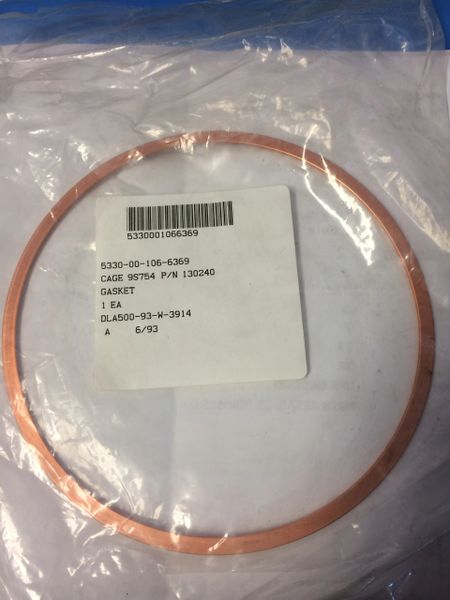 5330001066369
5330-00-106-6369
CAGE 9S754 P/N 130240
GASKET
1 EA
DLA500-93-W-3914
A 6/93